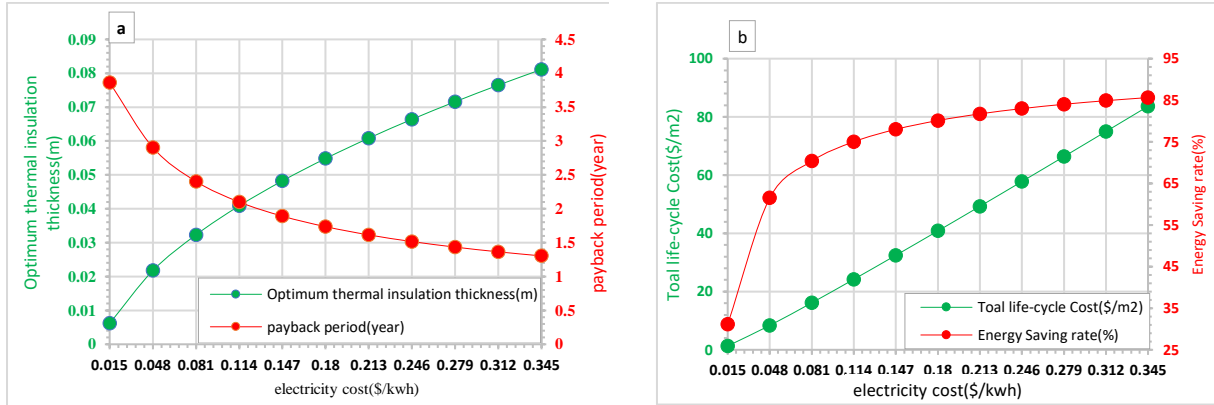 a
Optimum thermal insulation
thickness(m)
0.09
0.08
0.07
0.06
0.05
0.04
0.03
0.02
0.01
0
4.5
4
3.5
3
2.5
2
1.5
1
0.5
0
payback period(year)
Optimum thermal insulation thickness(m)
payback period(year)
0.015 0.048 0.081 0.114 0.147 0.18 0.213 0.246 0.279 0.312 0.345
electricity cost($/kwh)
b
Toal life-cycle Cost($/m2)
100
80
60
40
20
0
95
85
75
65
55
45
35
25
Energy Saving rate(%)
Toal life-cycle Cost($/m2)
Energy Saving rate(%)
0.015 0.048 0.081 0.114 0.147 0.18 0.213 0.246 0.279 0.312 0.345
electricity cost($/kwh)